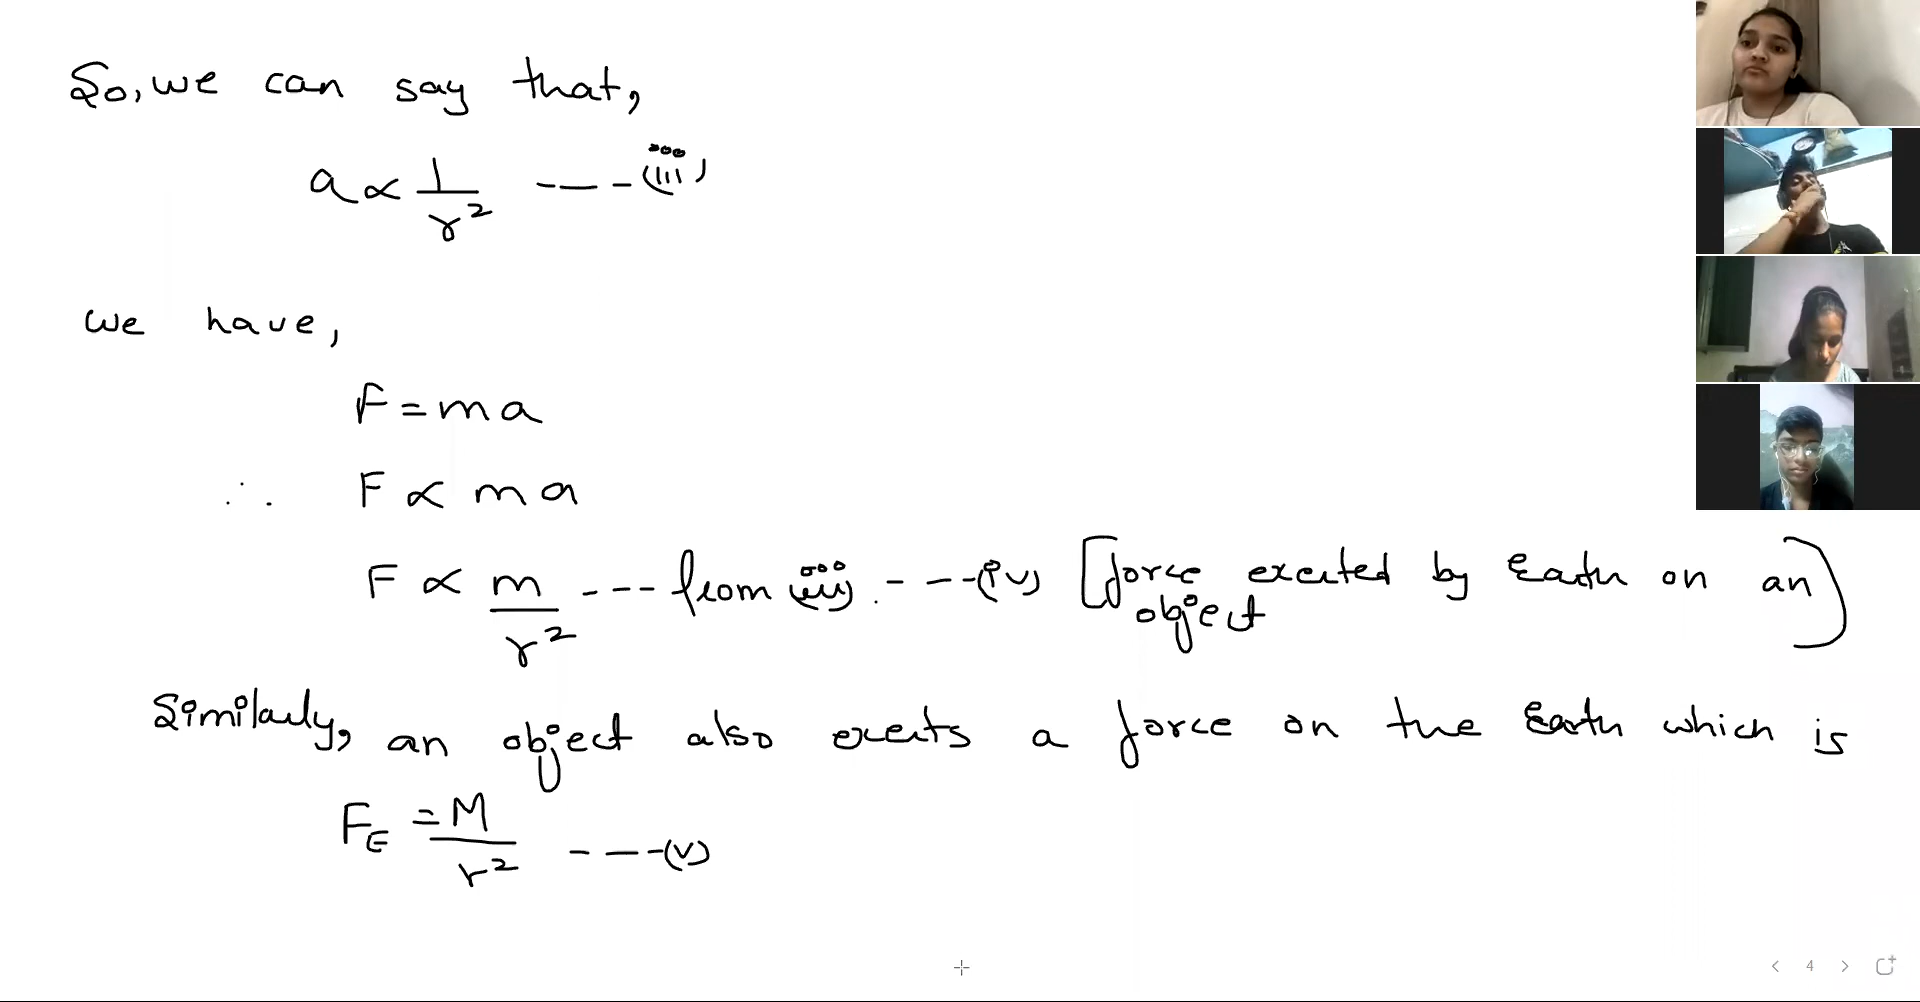 So, we can say that,
a ∝ 1/r² ---- (iii)
we have,
F = ma
∴ F ∝ ma
F ∝ m/r² --- from (iii). ---(iv) [force exerted by Earth on an
object]
Similarly, an object also exerts a force on the Earth which is
F_E = M/r² ----(v)
4